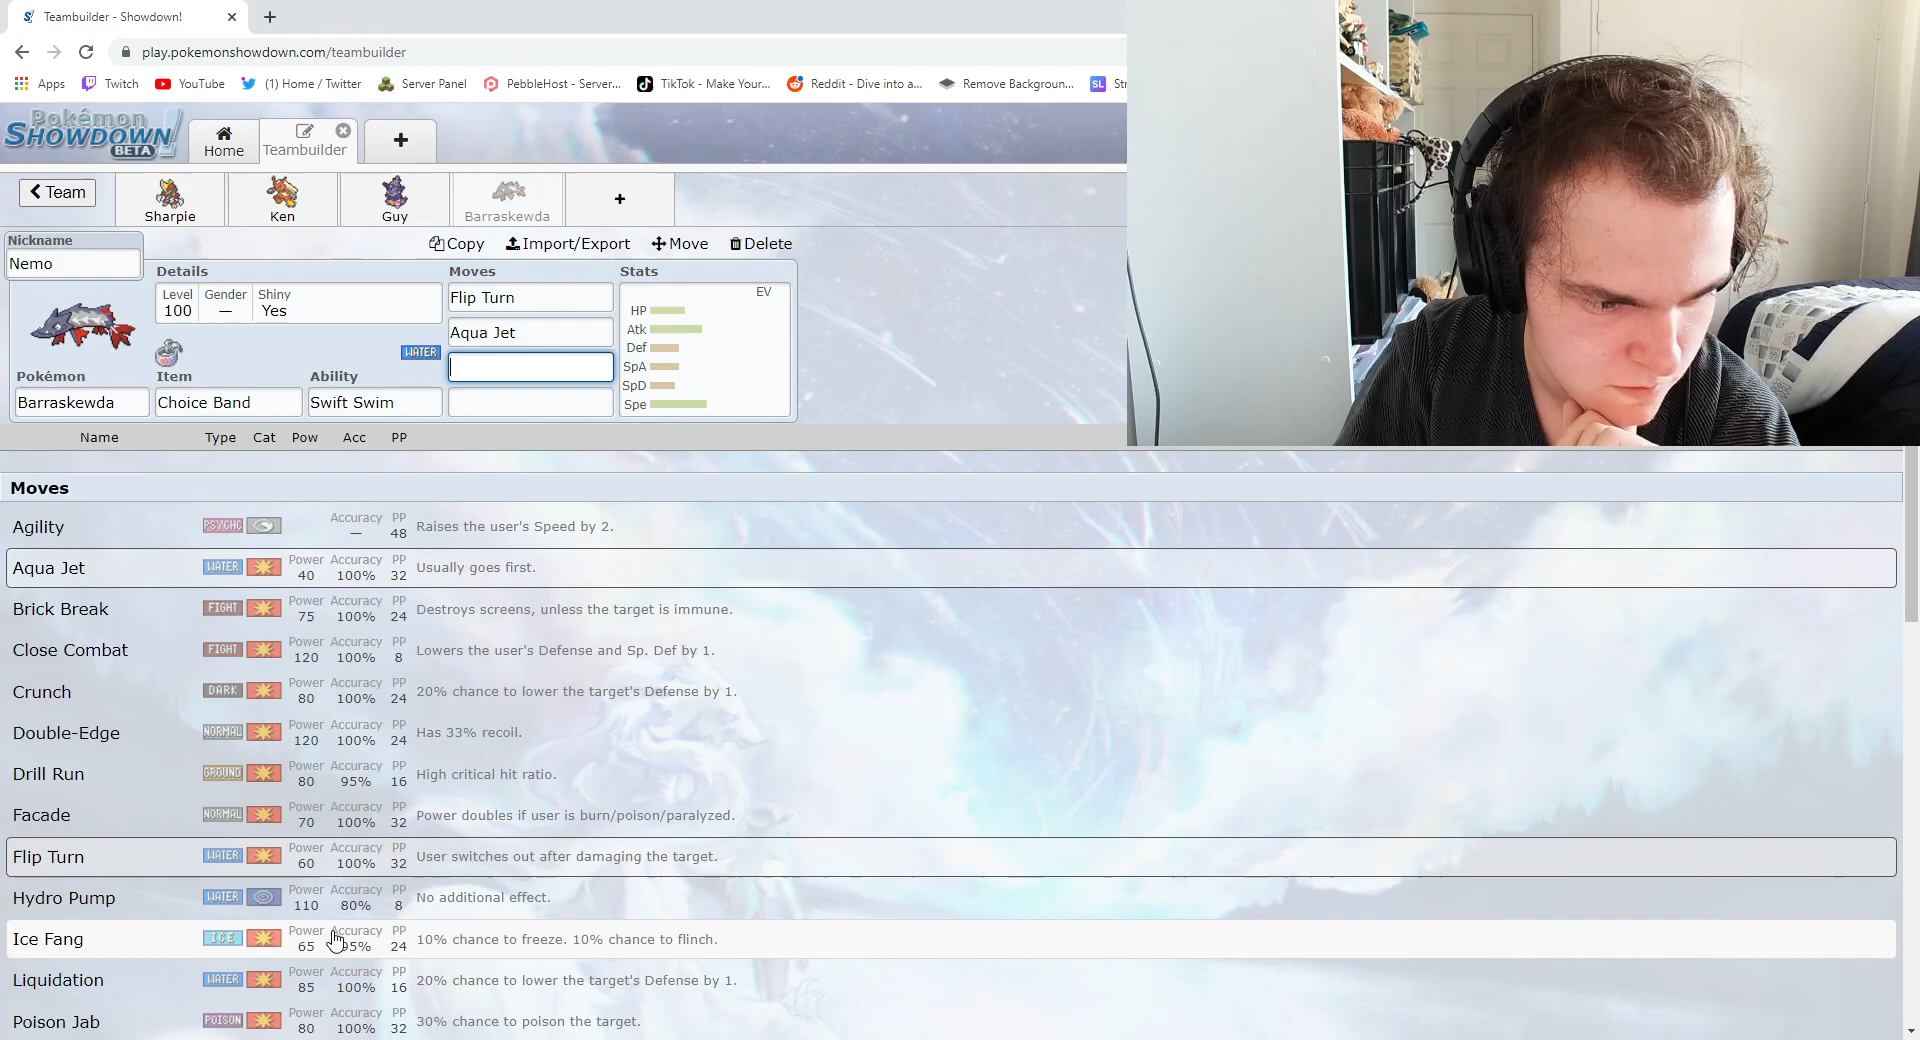 Teambuilder - Showdown!
play.pokemonshowdown.com/teambuilder
Apps Twitch YouTube (1) Home / Twitter Server Panel PebbleHost - Server... TikTok - Make Your... Reddit - Dive into a... Remove Backgroun... SL Str
Pokémon
SHOWDOWN!
BETA
Home Teambuilder +
Team
Sharpie Ken Guy Barraskewda +
Nickname
Nemo
Copy Import/Export Move Delete
Details Moves Stats
Level Gender Shiny
100 — Yes
Flip Turn
Aqua Jet
WATER
EV
HP
Atk
Def
SpA
SpD
Spe
Pokémon Item Ability
Barraskewda Choice Band Swift Swim
Name Type Cat Pow Acc PP
Moves
Agility PSYCHC Accuracy — PP 48 Raises the user's Speed by 2.
Aqua Jet WATER Power 40 Accuracy 100% PP 32 Usually goes first.
Brick Break FIGHT Power 75 Accuracy 100% PP 24 Destroys screens, unless the target is immune.
Close Combat FIGHT Power 120 Accuracy 100% PP 8 Lowers the user's Defense and Sp. Def by 1.
Crunch DARK Power 80 Accuracy 100% PP 24 20% chance to lower the target's Defense by 1.
Double-Edge NORMAL Power 120 Accuracy 100% PP 24 Has 33% recoil.
Drill Run GROUND Power 80 Accuracy 95% PP 16 High critical hit ratio.
Facade NORMAL Power 70 Accuracy 100% PP 32 Power doubles if user is burn/poison/paralyzed.
Flip Turn WATER Power 60 Accuracy 100% PP 32 User switches out after damaging the target.
Hydro Pump WATER Power 110 Accuracy 80% PP 8 No additional effect.
Ice Fang ICE Power 65 Accuracy 95% PP 24 10% chance to freeze. 10% chance to flinch.
Liquidation WATER Power 85 Accuracy 100% PP 16 20% chance to lower the target's Defense by 1.
Poison Jab POISON Power 80 Accuracy 100% PP 32 30% chance to poison the target.